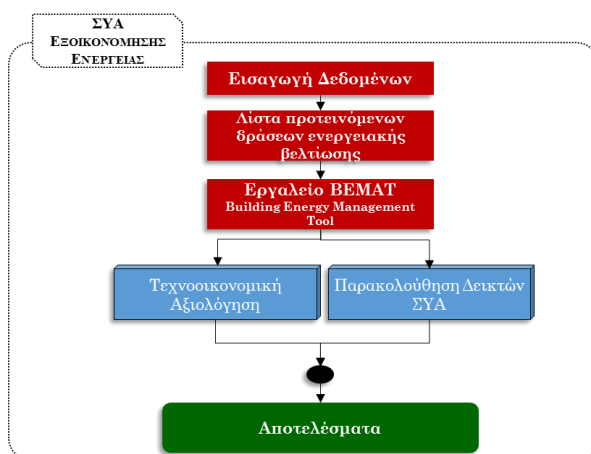 ΣΥΑ
ΕΞΟΙΚΟΝΟΜΗΣΗΣ
ΕΝΕΡΓΕΙΑΣ
Εισαγωγή Δεδομένων
Λίστα προτεινόμενων
δράσεων ενεργειακής
βελτίωσης
Εργαλείο BEMAT
Building Energy Management
Tool
Τεχνοοικονομική
Αξιολόγηση
Παρακολούθηση Δεικτών
ΣΥΑ
Αποτελέσματα